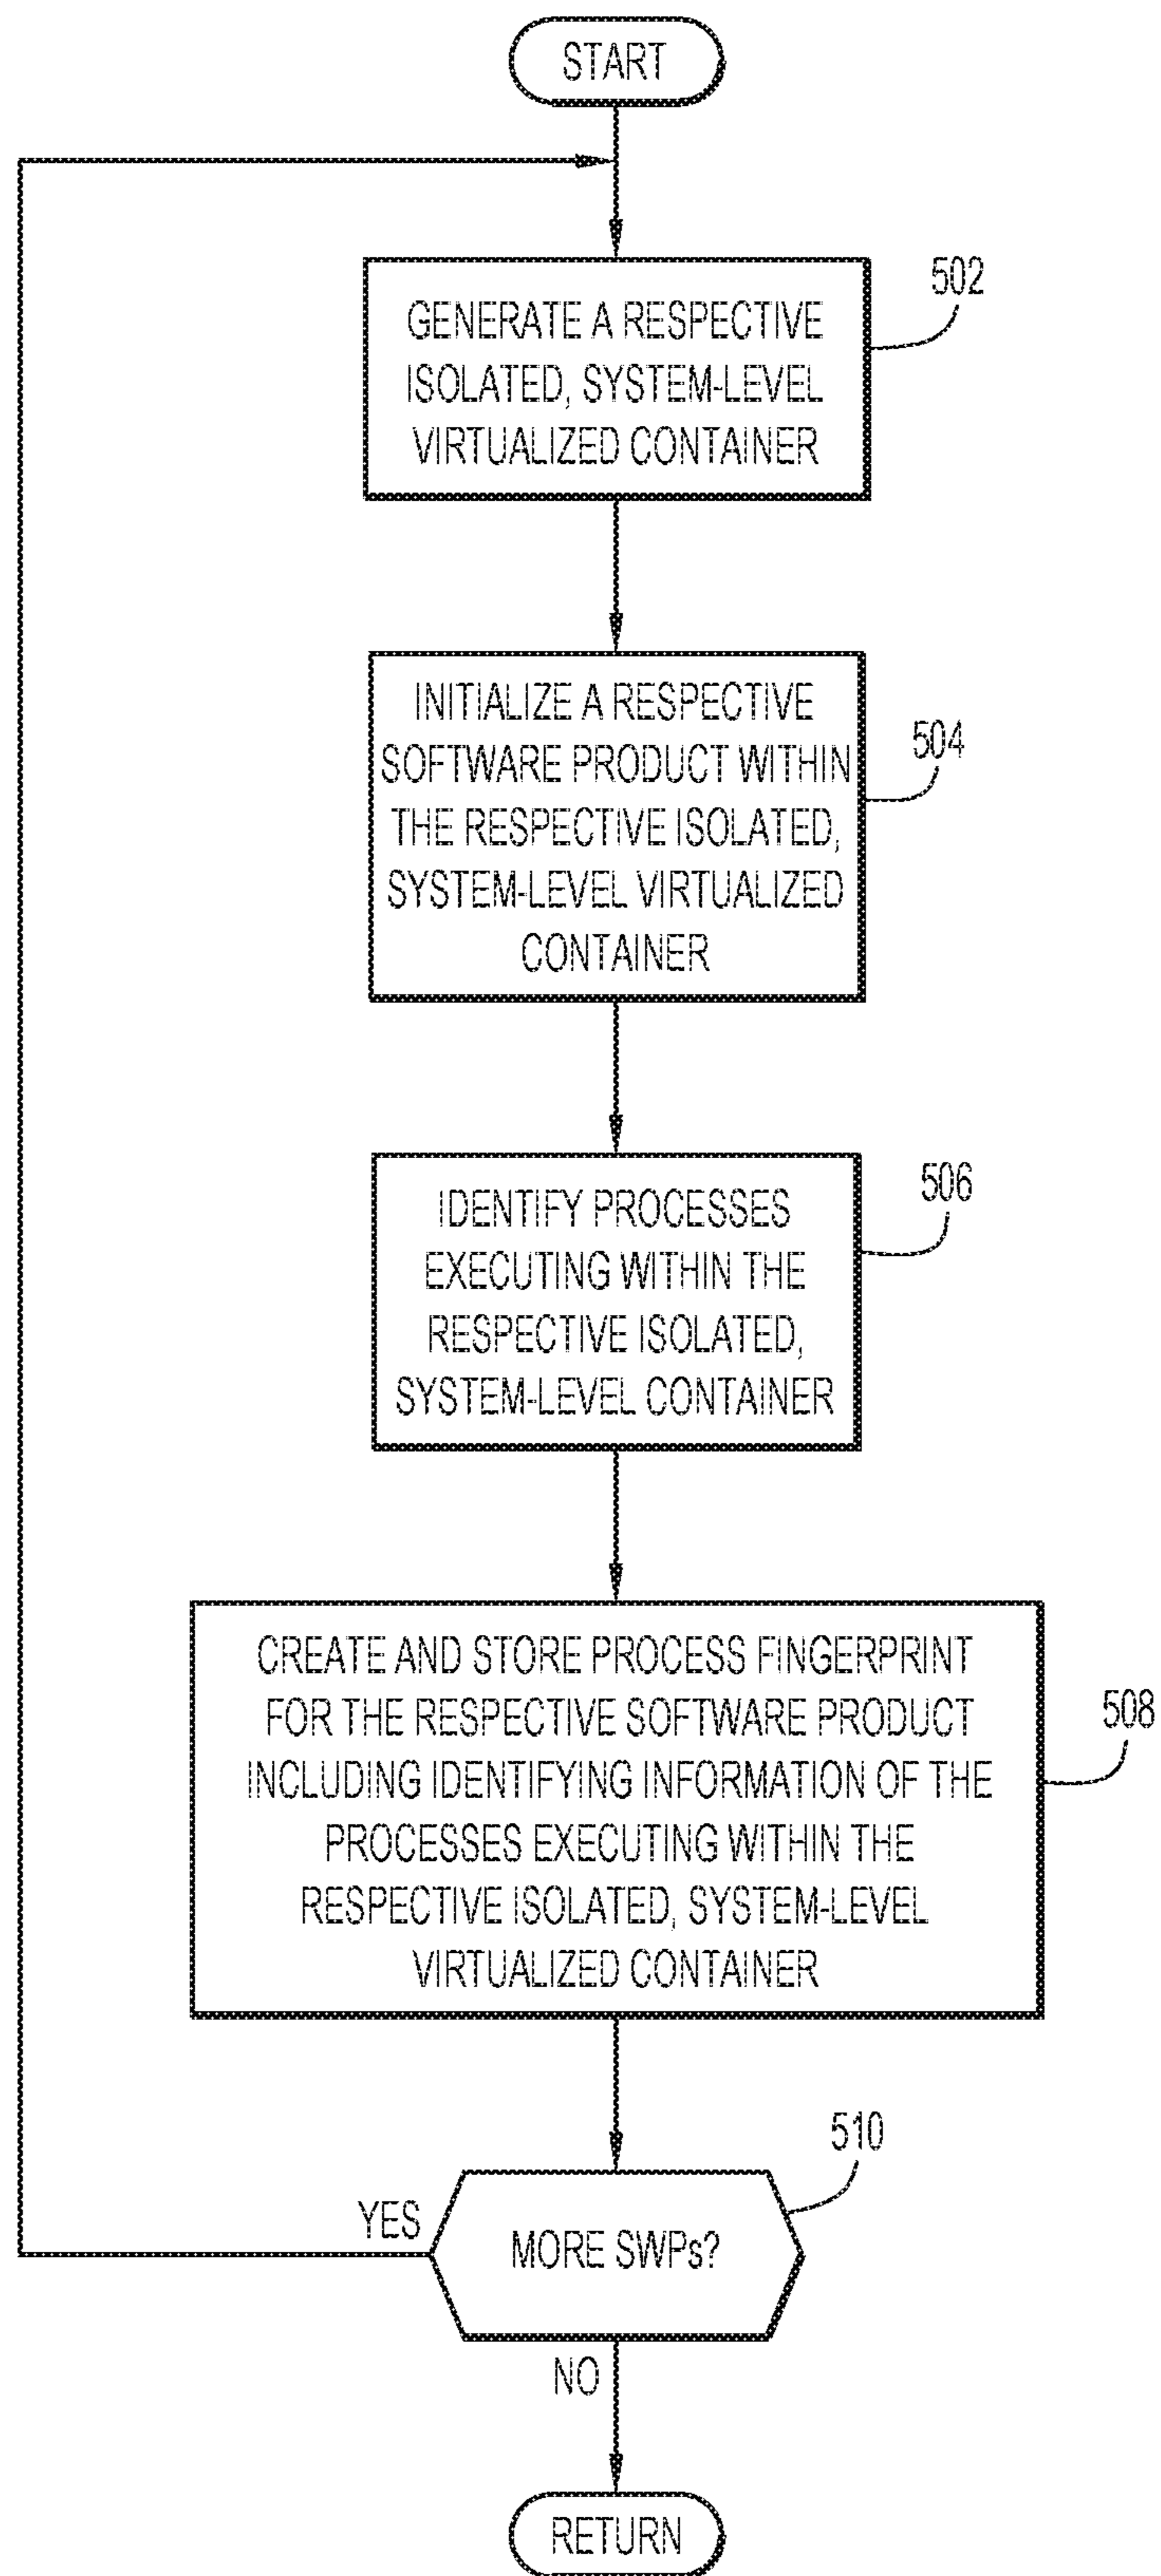 START
502
GENERATE A RESPECTIVE
ISOLATED, SYSTEM-LEVEL
VIRTUALIZED CONTAINER
504
INITIALIZE A RESPECTIVE
SOFTWARE PRODUCT WITHIN
THE RESPECTIVE ISOLATED,
SYSTEM-LEVEL VIRTUALIZED
CONTAINER
506
IDENTIFY PROCESSES
EXECUTING WITHIN THE
RESPECTIVE ISOLATED,
SYSTEM-LEVEL CONTAINER
508
CREATE AND STORE PROCESS FINGERPRINT
FOR THE RESPECTIVE SOFTWARE PRODUCT
INCLUDING IDENTIFYING INFORMATION OF THE
PROCESSES EXECUTING WITHIN THE
RESPECTIVE ISOLATED, SYSTEM-LEVEL
VIRTUALIZED CONTAINER
510
YES
MORE SWPs?
NO
RETURN